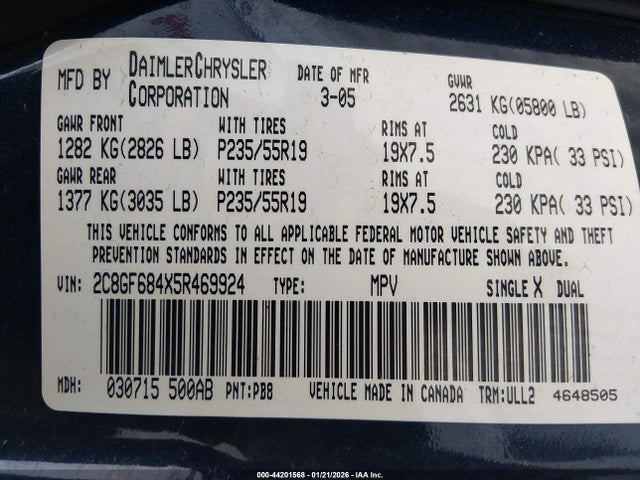 MFD BY DAIMLERCHRYSLER CORPORATION DATE OF MFR 3-05 GVWR 2631 KG(05800 LB)
GAWR FRONT WITH TIRES RIMS AT COLD
1282 KG(2826 LB) P235/55R19 19X7.5 230 KPA( 33 PSI)
GAWR REAR WITH TIRES RIMS AT COLD
1377 KG(3035 LB) P235/55R19 19X7.5 230 KPA( 33 PSI)
THIS VEHICLE CONFORMS TO ALL APPLICABLE FEDERAL MOTOR VEHICLE SAFETY AND THEFT
PREVENTION STANDARDS IN EFFECT ON THE DATE OF MANUFACTURE SHOWN ABOVE.
VIN: 2C8GF684X5R469924 TYPE: MPV SINGLE X DUAL
MDH: 030715 500AB PNT:PB8 VEHICLE MADE IN CANADA TRM:ULL2 4648505
000-44201568 - 01/21/2026 - IAA Inc.